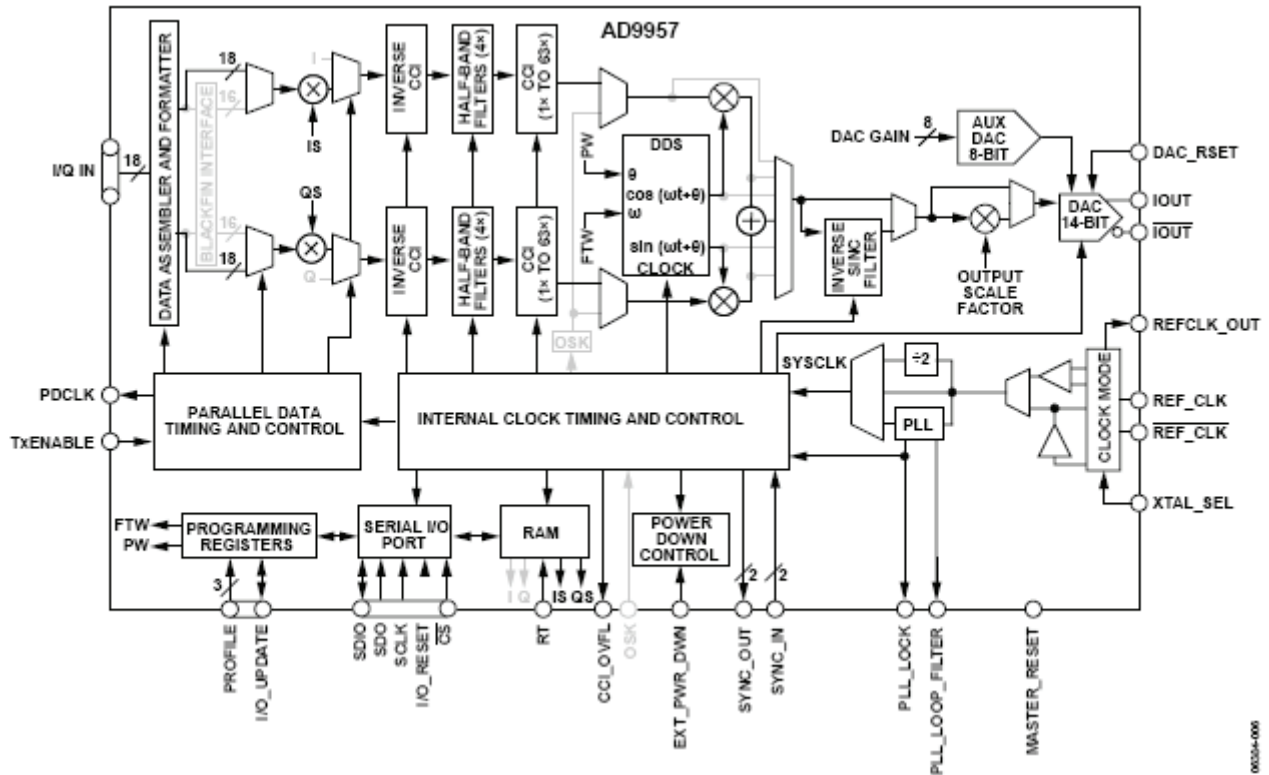 AD9957
I/Q IN
18
DATA ASSEMBLER AND FORMATTER
BLACKFIN INTERFACE
18
16
16
18
IS
QS
I
Q
INVERSE
CCI
INVERSE
CCI
HALF-BAND
FILTERS (4×)
HALF-BAND
FILTERS (4×)
CCI
(1× TO 63×)
CCI
(1× TO 63×)
OSK
PW
FTW
DDS
θ
cos (ωt+θ)
ω
sin (ωt+θ)
CLOCK
INVERSE
SINC
FILTER
OUTPUT
SCALE
FACTOR
DAC GAIN
8
AUX
DAC
8-BIT
DAC
14-BIT
DAC_RSET
IOUT
IOUT
REFCLK_OUT
REF_CLK
REF_CLK
XTAL_SEL
CLOCK MODE
÷2
PLL
SYSCLK
PDCLK
TxENABLE
PARALLEL DATA
TIMING AND CONTROL
INTERNAL CLOCK TIMING AND CONTROL
FTW
PW
PROGRAMMING
REGISTERS
SERIAL I/O
PORT
RAM
I
Q
IS
QS
POWER
DOWN
CONTROL
3
2
2
PROFILE
I/O_UPDATE
SDIO
SDO
SCLK
I/O_RESET
CS
RT
CCI_OVFL
OSK
EXT_PWR_DWN
SYNC_OUT
SYNC_IN
PLL_LOCK
PLL_LOOP_FILTER
MASTER_RESET